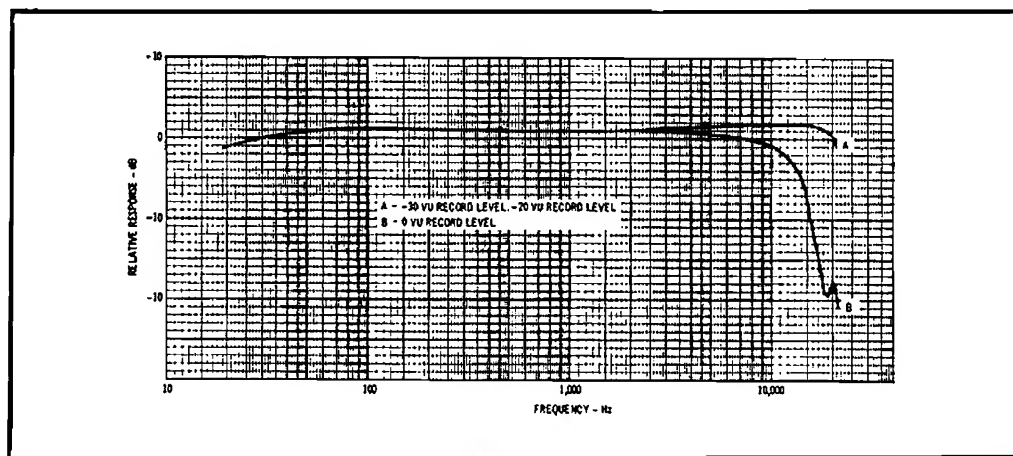 -10
0
-10
-10
RELATIVE RESPONSE - dB
A - -30 VU RECORD LEVEL, -20 VU RECORD LEVEL
B - 0 VU RECORD LEVEL
A
B
10
100
1,000
10,000
FREQUENCY - Hz